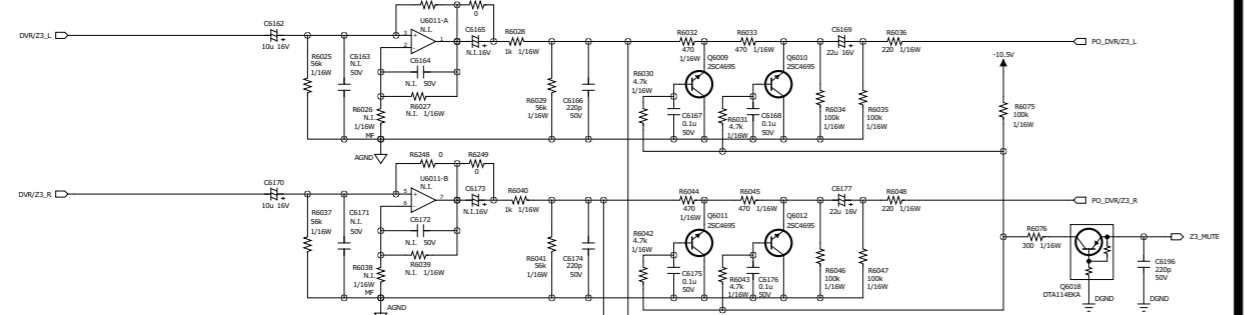 0
C6162
U6011-A
N.I.
C6165
R6028
R6032
R6033
C6169
R6036
DVR/Z3_L
3
2
1
10u 16V
N.I.16V
1k 1/16W
470
1/16W
470 1/16W
22u 16V
220 1/16W
PO_DVR/Z3_L
R6025
56k
1/16W
C6163
N.I.
50V
C6164
N.I. 50V
R6027
N.I. 1/16W
R6026
N.I.
1/16W
MF
AGND
R6029
56k
1/16W
C6166
220p
50V
R6030
4.7k
1/16W
Q6009
2SC4695
C6167
0.1u
50V
R6031
4.7k
1/16W
Q6010
2SC4695
C6168
0.1u
50V
R6034
100k
1/16W
R6035
100k
1/16W
-10.5V
R6075
100k
1/16W
R6248 0
R6249
0
C6170
U6011-B
N.I.
C6173
R6040
R6044
R6045
C6177
R6048
DVR/Z3_R
5
6
7
10u 16V
N.I.16V
1k 1/16W
470
1/16W
470 1/16W
22u 16V
220 1/16W
PO_DVR/Z3_R
R6037
56k
1/16W
C6171
N.I.
50V
C6172
N.I. 50V
R6039
N.I. 1/16W
R6038
N.I.
1/16W
MF
AGND
R6041
56k
1/16W
C6174
220p
50V
R6042
4.7k
1/16W
Q6011
2SC4695
C6175
0.1u
50V
R6043
4.7k
1/16W
Q6012
2SC4695
C6176
0.1u
50V
R6046
100k
1/16W
R6047
100k
1/16W
R6076
300 1/16W
Z3_MUTE
Q6018
DTA114EKA
C6196
220p
50V
DGND
DGND